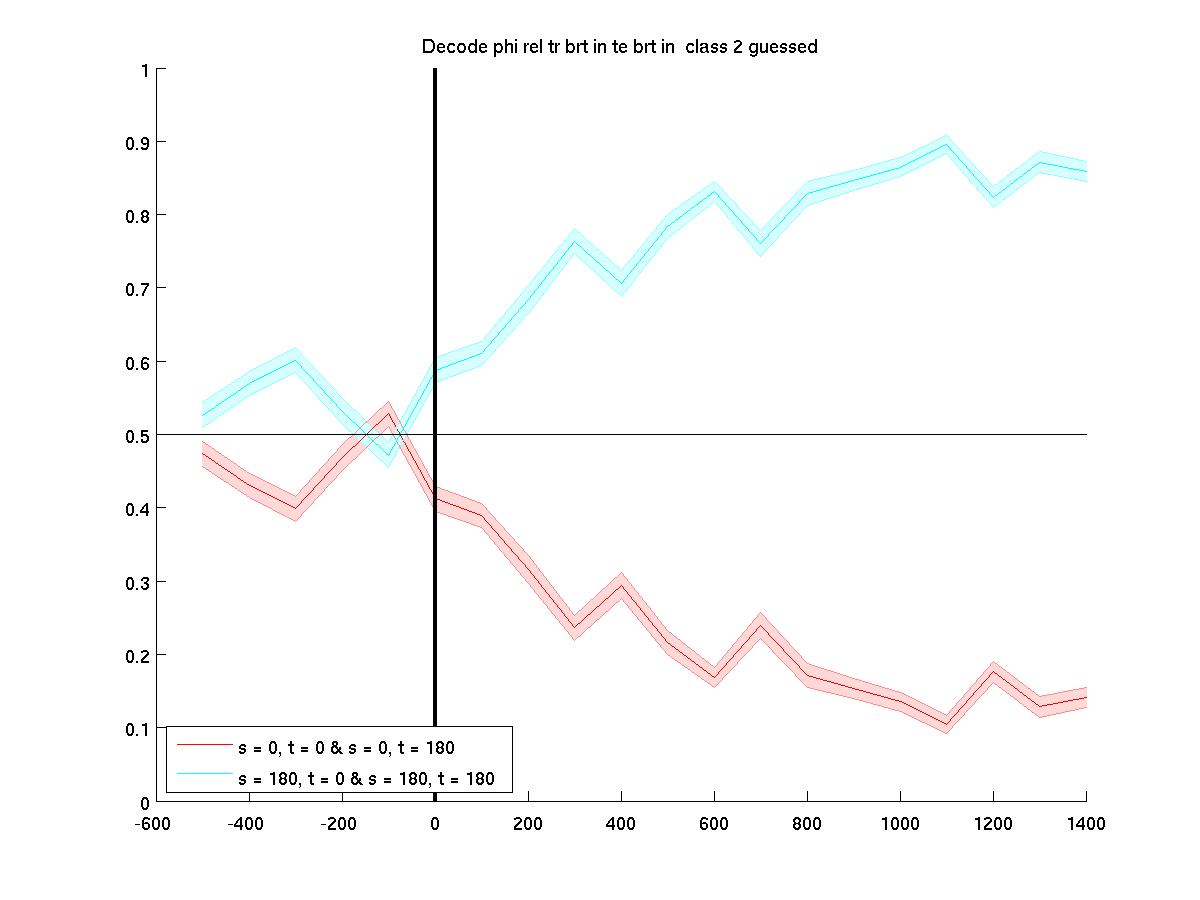 Decode phi rel tr brt in te brt in  class 2 guessed
1
0.9
0.8
0.7
0.6
0.5
0.4
0.3
0.2
0.1
0
s = 0, t = 0 & s = 0, t = 180
s = 180, t = 0 & s = 180, t = 180
-600 -400 -200 0 200 400 600 800 1000 1200 1400